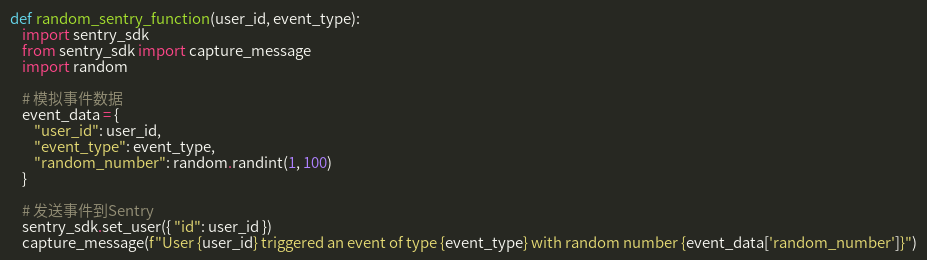 def random_sentry_function(user_id, event_type):
    import sentry_sdk
    from sentry_sdk import capture_message
    import random

    # 模拟事件数据
    event_data = {
        "user_id": user_id,
        "event_type": event_type,
        "random_number": random.randint(1, 100)
    }

    # 发送事件到Sentry
    sentry_sdk.set_user({ "id": user_id })
    capture_message(f"User {user_id} triggered an event of type {event_type} with random number {event_data['random_number']}")